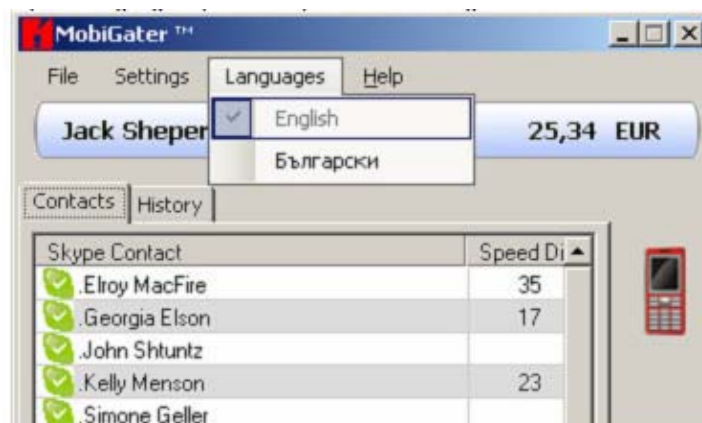 MobiGater ™
File Settings Languages Help
English
Jack Sheper 25,34 EUR
Български
Contacts History
Skype Contact Speed Di
.Elroy MacFire 35
.Georgia Elson 17
.John Shtuntz
.Kelly Menson 23
.Simone Geller